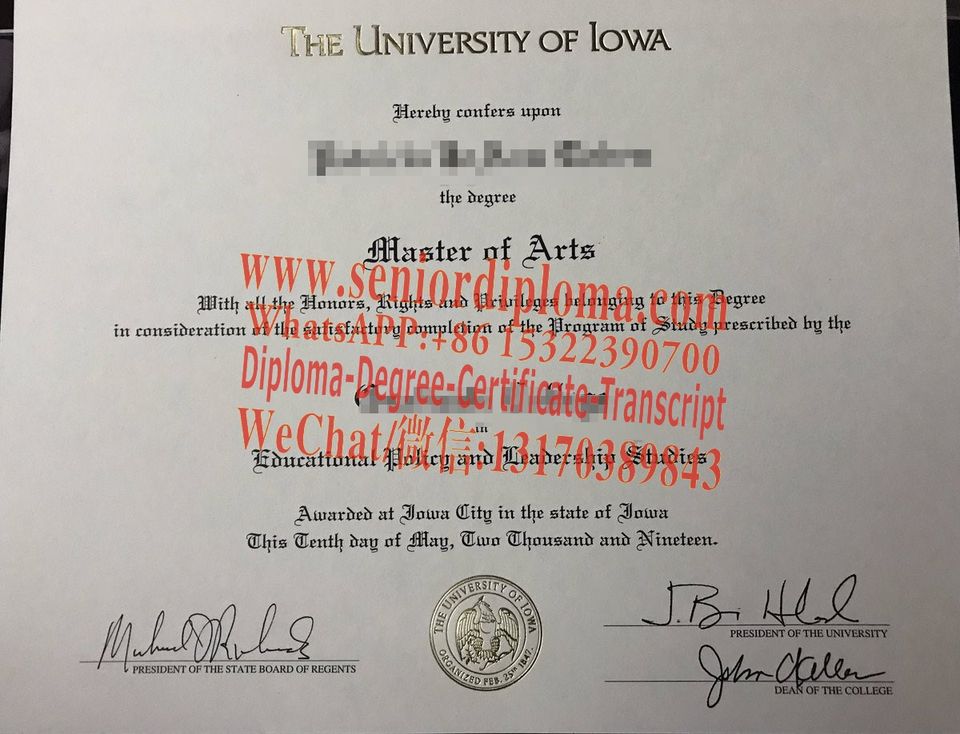 THE UNIVERSITY OF IOWA
Hereby confers upon
the degree
Master of Arts
www.seniordiploma.com
With all the Honors, Rights and Privileges belonging to this Degree
WhatsAPP:+86 15322390700
in consideration of the satisfactory completion of the Program of Study prescribed by the
Diploma-Degree-Certificate-Transcript
in
WeChat/微信:13170389843
Educational Policy and Leadership Studies
Awarded at Iowa City in the state of Iowa
This Tenth day of May, Two Thousand and Nineteen.
THE UNIVERSITY OF IOWA
ORGANIZED FEB. 25th 1847.
PRESIDENT OF THE UNIVERSITY
PRESIDENT OF THE STATE BOARD OF REGENTS
DEAN OF THE COLLEGE